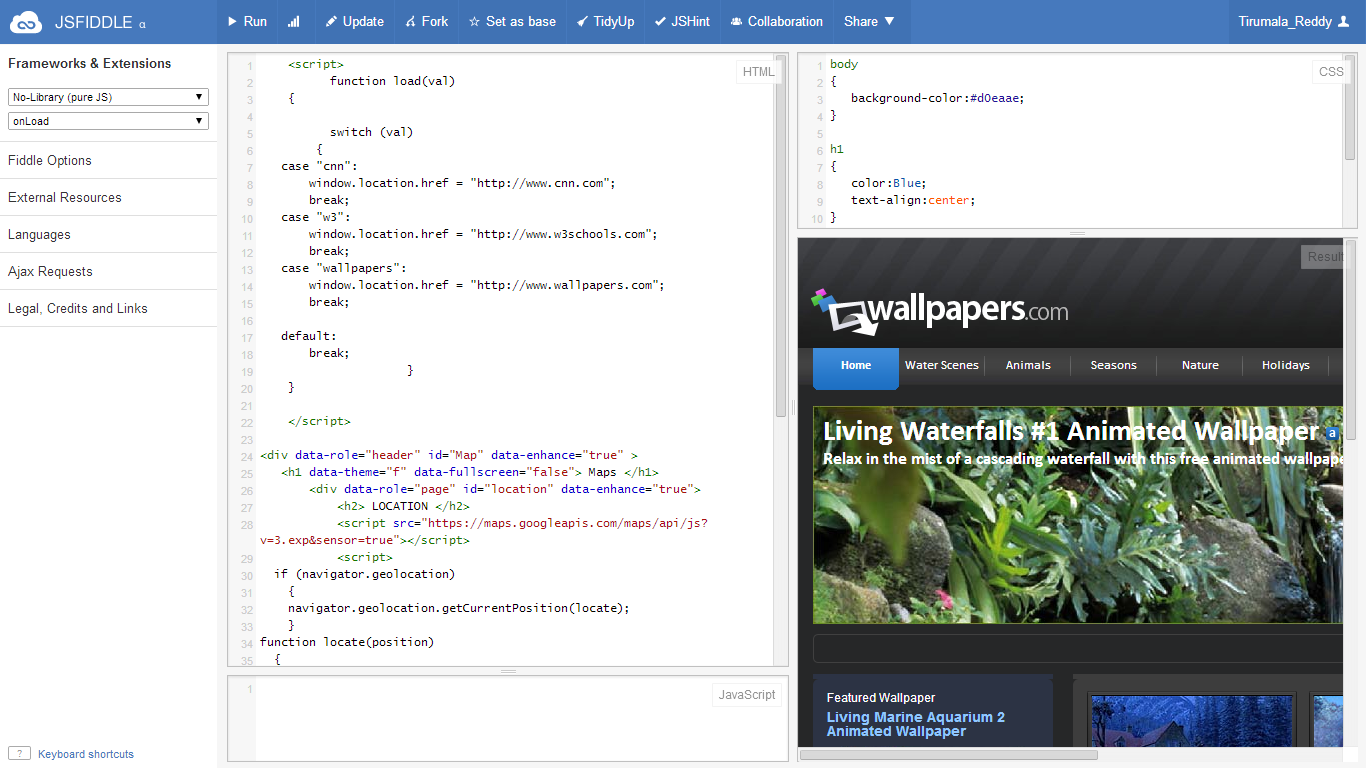 JSFIDDLE α
Run
Update
Fork
Set as base
TidyUp
JSHint
Collaboration
Share
Tirumala_Reddy
Frameworks & Extensions
No-Library (pure JS)
onLoad
Fiddle Options
External Resources
Languages
Ajax Requests
Legal, Credits and Links
? Keyboard shortcuts
HTML
1 <script>
2 function load(val)
3 {
4
5 switch (val)
6 {
7 case "cnn":
8 window.location.href = "http://www.cnn.com";
9 break;
10 case "w3":
11 window.location.href = "http://www.w3schools.com";
12 break;
13 case "wallpapers":
14 window.location.href = "http://www.wallpapers.com";
15 break;
16
17 default:
18 break;
19 }
20 }
21
22 </script>
23
24 <div data-role="header" id="Map" data-enhance="true" >
25 <h1 data-theme="f" data-fullscreen="false"> Maps </h1>
26 <div data-role="page" id="location" data-enhance="true">
27 <h2> LOCATION </h2>
28 <script src="https://maps.googleapis.com/maps/api/js?
v=3.exp&sensor=true"></script>
29 <script>
30 if (navigator.geolocation)
31 {
32 navigator.geolocation.getCurrentPosition(locate);
33 }
34 function locate(position)
35 {
1
JavaScript
CSS
1 body
2 {
3 background-color:#d0eaae;
4 }
5
6 h1
7 {
8 color:Blue;
9 text-align:center;
10 }
Result
wallpapers.com
Home
Water Scenes
Animals
Seasons
Nature
Holidays
Living Waterfalls #1 Animated Wallpaper a
Relax in the mist of a cascading waterfall with this free animated wallpape
Featured Wallpaper
Living Marine Aquarium 2
Animated Wallpaper